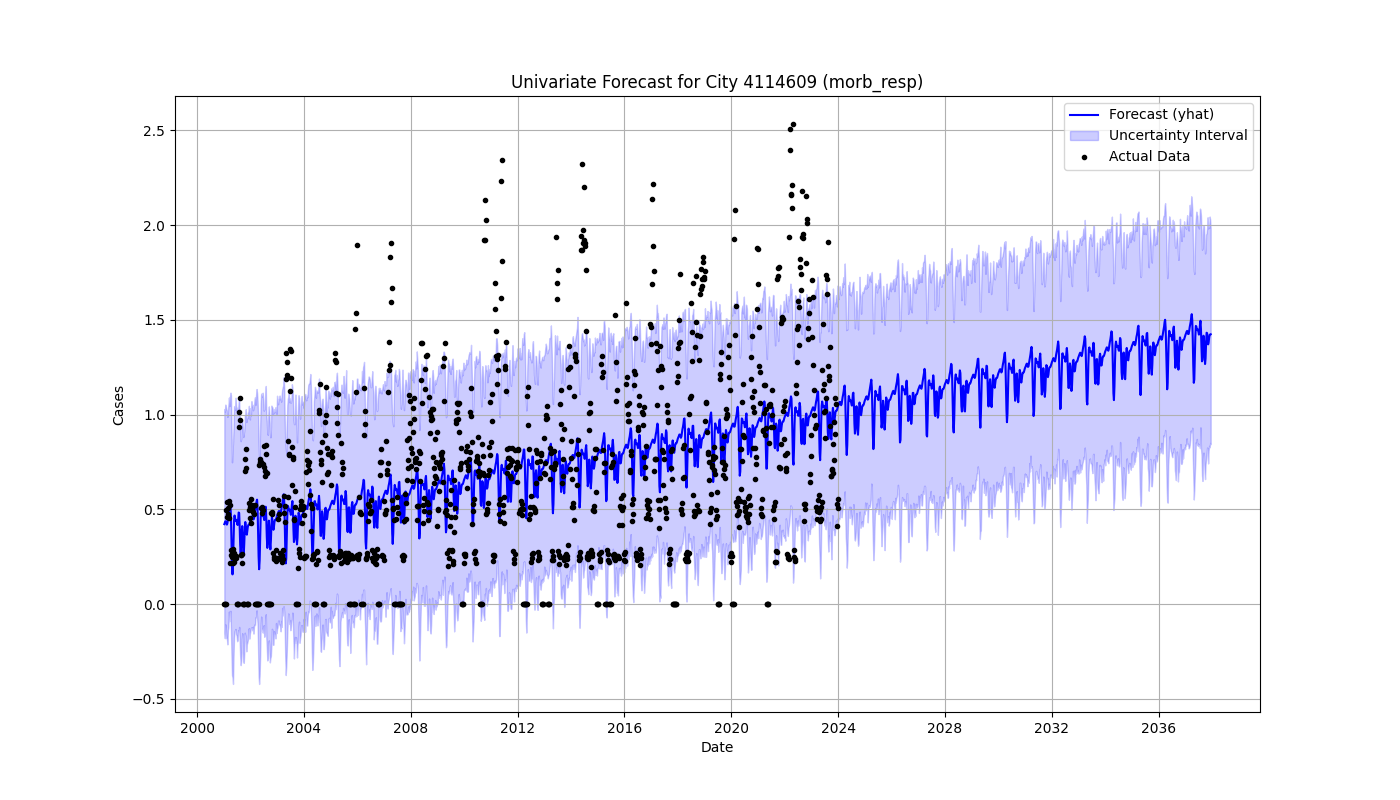 Univariate Forecast for City 4114609 (morb_resp)
Forecast (yhat)
Uncertainty Interval
Actual Data
Cases
2.5
2.0
1.5
1.0
0.5
0.0
−0.5
2000 2004 2008 2012 2016 2020 2024 2028 2032 2036
Date